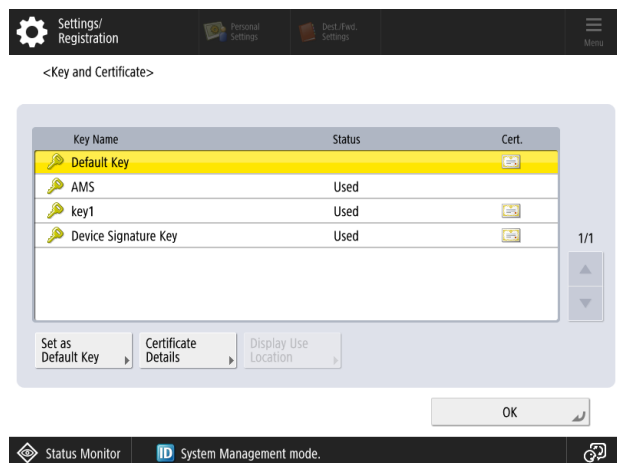 Settings/
Registration
Personal
Settings
Dest./Fwd.
Settings
Menu
<Key and Certificate>
Key Name Status Cert.
Default Key
AMS Used
key1 Used
Device Signature Key Used
1/1
Set as
Default Key
Certificate
Details
Display Use
Location
OK
Status Monitor ID System Management mode.